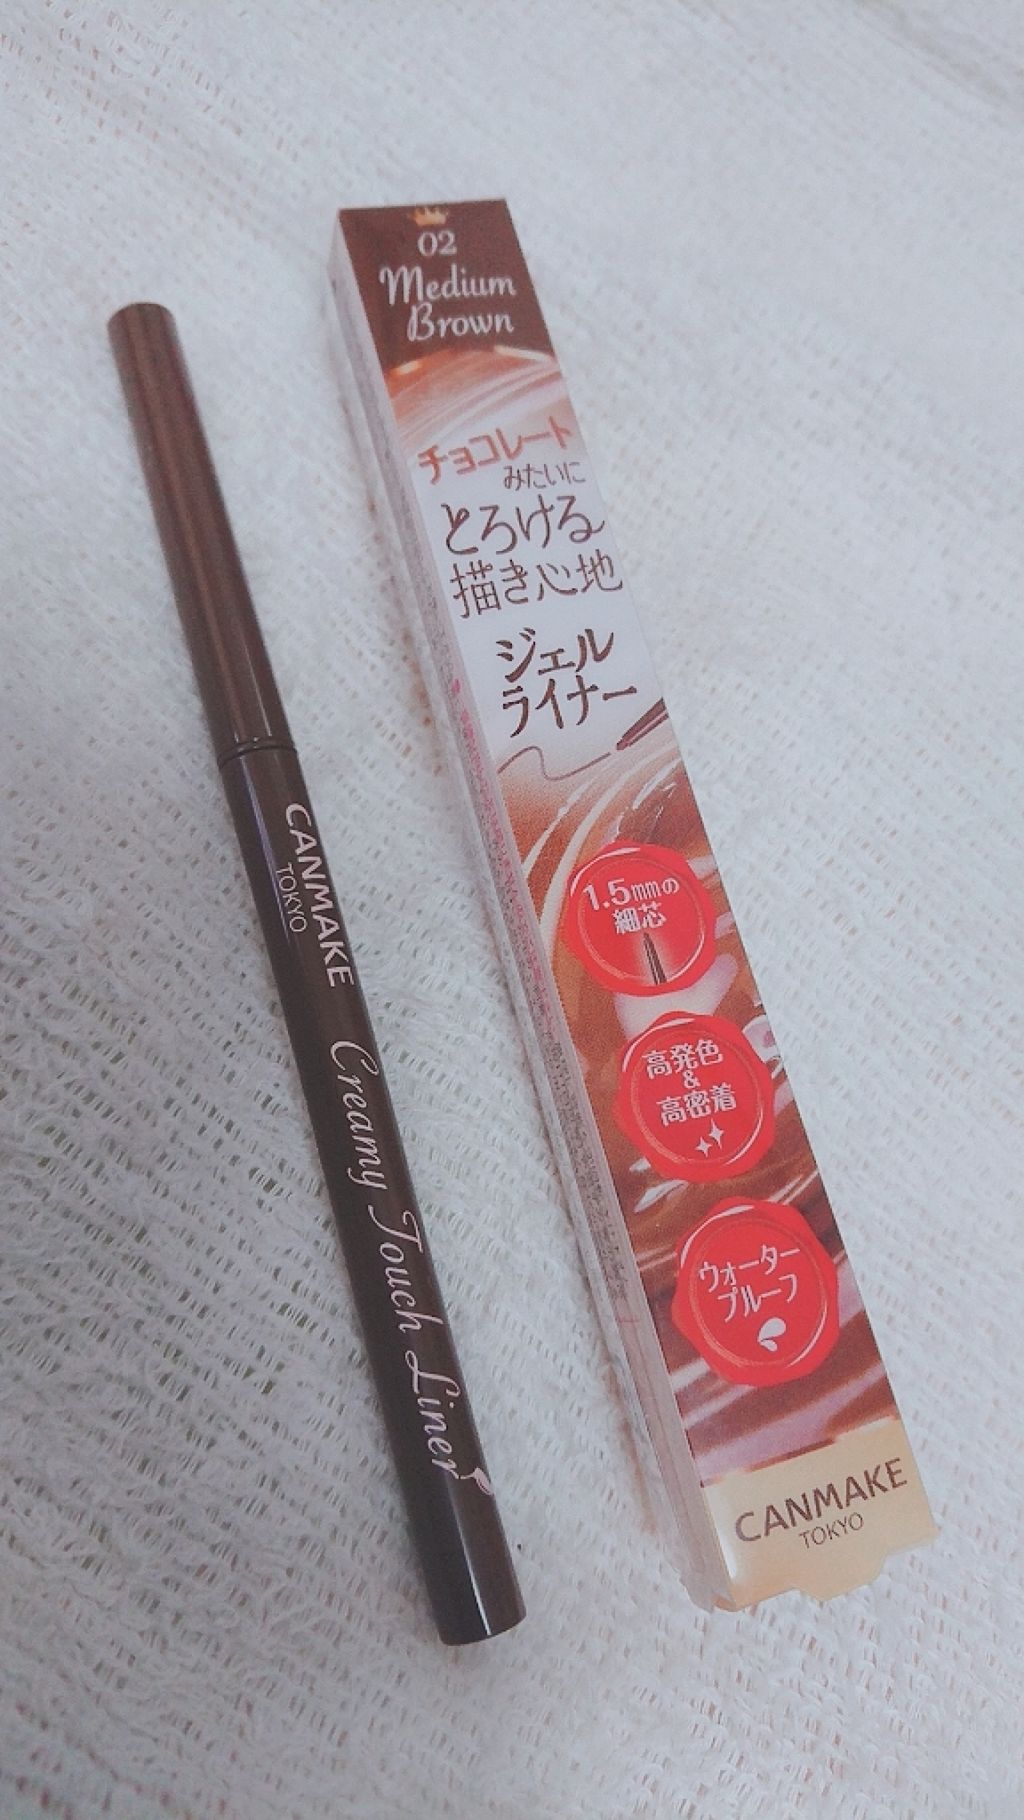 CANMAKE
TOKYO
Creamy Touch Liner
02
Medium
Brown
チョコレート
みたいに
とろける
描き心地
ジェル
ライナー
1.5mmの
細芯
高発色
&
高密着
ウォーター
プルーフ
CANMAKE
TOKYO